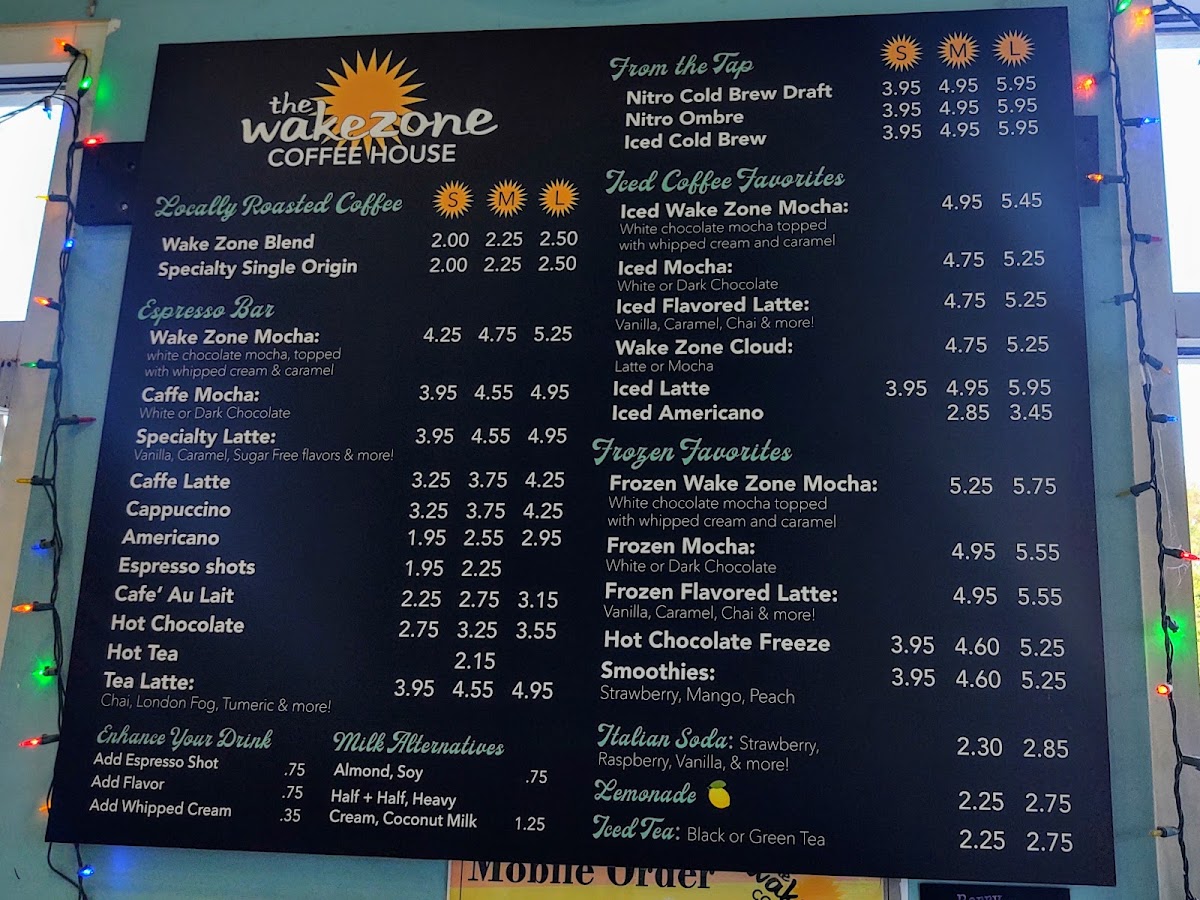 the
wakezone
COFFEE HOUSE
Locally Roasted Coffee S M L
Wake Zone Blend 2.00 2.25 2.50
Specialty Single Origin 2.00 2.25 2.50
Espresso Bar
Wake Zone Mocha: 4.25 4.75 5.25
white chocolate mocha, topped
with whipped cream & caramel
Caffe Mocha: 3.95 4.55 4.95
White or Dark Chocolate
Specialty Latte: 3.95 4.55 4.95
Vanilla, Caramel, Sugar Free flavors & more!
Caffe Latte 3.25 3.75 4.25
Cappuccino 3.25 3.75 4.25
Americano 1.95 2.55 2.95
Espresso shots 1.95 2.25
Cafe' Au Lait 2.25 2.75 3.15
Hot Chocolate 2.75 3.25 3.55
Hot Tea 2.15
Tea Latte: 3.95 4.55 4.95
Chai, London Fog, Tumeric & more!
Enhance Your Drink
Add Espresso Shot .75
Add Flavor .75
Add Whipped Cream .35
Milk Alternatives
Almond, Soy .75
Half + Half, Heavy
Cream, Coconut Milk 1.25
From the Tap S M L
Nitro Cold Brew Draft 3.95 4.95 5.95
Nitro Ombre 3.95 4.95 5.95
Iced Cold Brew 3.95 4.95 5.95
Iced Coffee Favorites
Iced Wake Zone Mocha: 4.95 5.45
White chocolate mocha topped
with whipped cream and caramel
Iced Mocha: 4.75 5.25
White or Dark Chocolate
Iced Flavored Latte: 4.75 5.25
Vanilla, Caramel, Chai & more!
Wake Zone Cloud: 4.75 5.25
Latte or Mocha
Iced Latte 3.95 4.95 5.95
Iced Americano 2.85 3.45
Frozen Favorites
Frozen Wake Zone Mocha: 5.25 5.75
White chocolate mocha topped
with whipped cream and caramel
Frozen Mocha: 4.95 5.55
White or Dark Chocolate
Frozen Flavored Latte: 4.95 5.55
Vanilla, Caramel, Chai & more!
Hot Chocolate Freeze 3.95 4.60 5.25
Smoothies: 3.95 4.60 5.25
Strawberry, Mango, Peach
Italian Soda: Strawberry, 2.30 2.85
Raspberry, Vanilla, & more!
Lemonade 2.25 2.75
Iced Tea: Black or Green Tea 2.25 2.75
Mobile Order